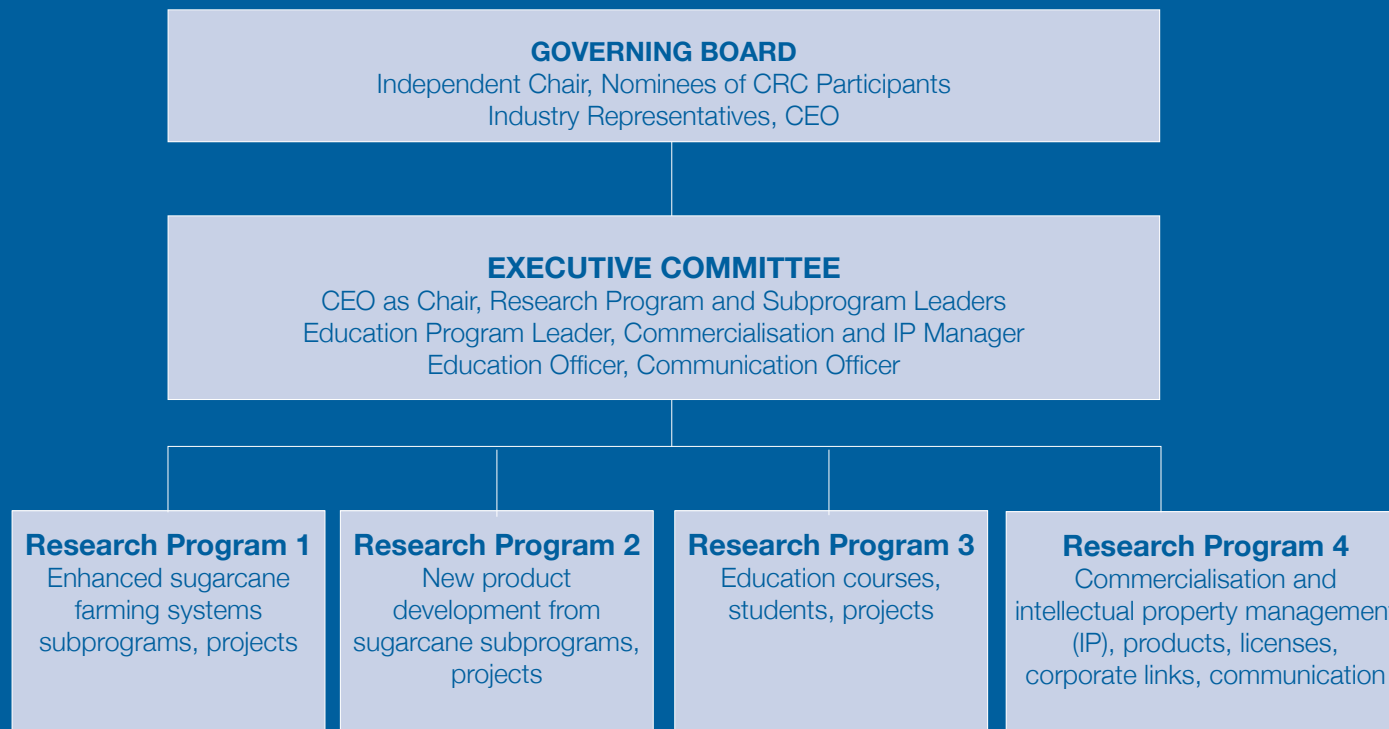 GOVERNING BOARD
Independent Chair, Nominees of CRC Participants
Industry Representatives, CEO
EXECUTIVE COMMITTEE
CEO as Chair, Research Program and Subprogram Leaders
Education Program Leader, Commercialisation and IP Manager
Education Officer, Communication Officer
Research Program 1
Enhanced sugarcane
farming systems
subprograms, projects
Research Program 2
New product
development from
sugarcane subprograms,
projects
Research Program 3
Education courses,
students, projects
Research Program 4
Commercialisation and
intellectual property management
(IP), products, licenses,
corporate links, communication